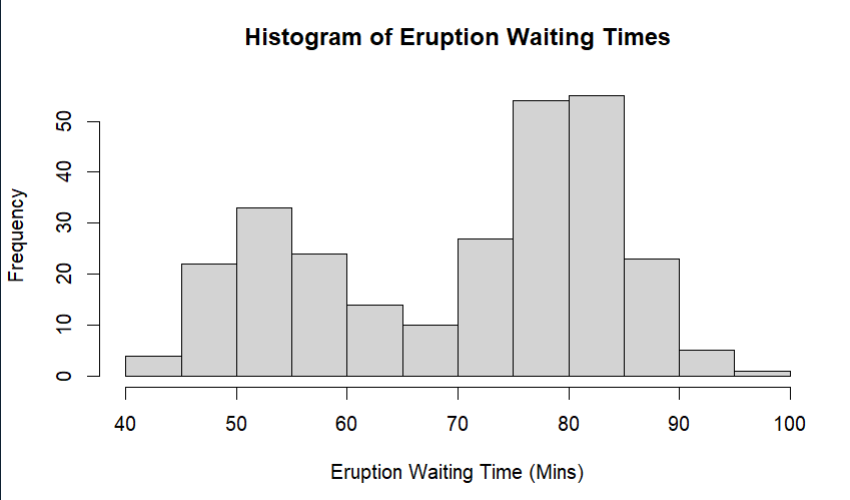 Histogram of Eruption Waiting Times
Frequency
50
40
30
20
10
0
40 50 60 70 80 90 100
Eruption Waiting Time (Mins)